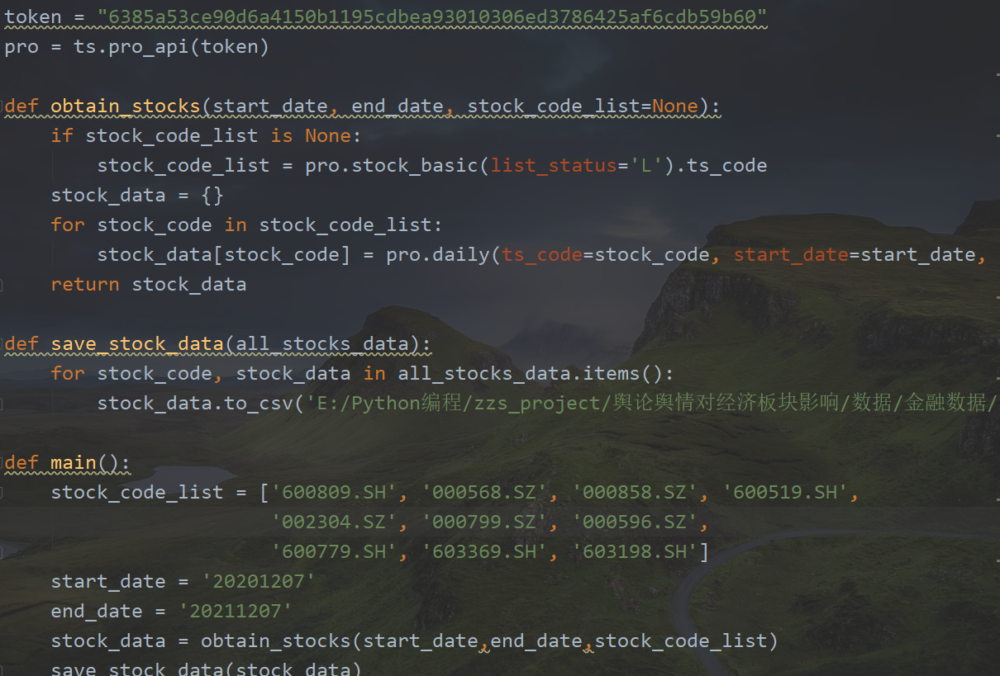 token = "6385a53ce90d6a4150b1195cdbea93010306ed3786425af6cdb59b60"
pro = ts.pro_api(token)
def obtain_stocks(start_date, end_date, stock_code_list=None):
    if stock_code_list is None:
        stock_code_list = pro.stock_basic(list_status='L').ts_code
    stock_data = {}
    for stock_code in stock_code_list:
        stock_data[stock_code] = pro.daily(ts_code=stock_code, start_date=start_date,
    return stock_data
def save_stock_data(all_stocks_data):
    for stock_code, stock_data in all_stocks_data.items():
        stock_data.to_csv('E:/Python编程/zzs_project/舆论舆情对经济板块影响/数据/金融数据/
def main():
    stock_code_list = ['600809.SH', '000568.SZ', '000858.SZ', '600519.SH',
                       '002304.SZ', '000799.SZ', '000596.SZ',
                       '600779.SH', '603369.SH', '603198.SH']
    start_date = '20201207'
    end_date = '20211207'
    stock_data = obtain_stocks(start_date,end_date,stock_code_list)
    save_stock_data(stock_data)